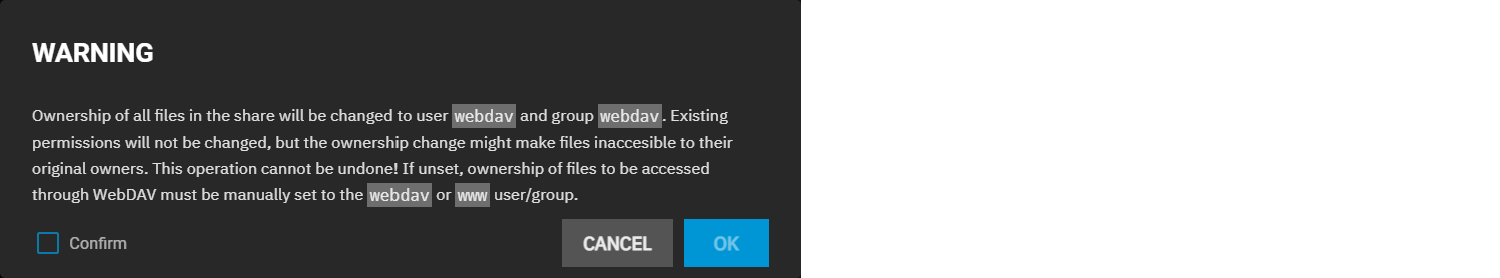 WARNING
Ownership of all files in the share will be changed to user webdav and group webdav. Existing
permissions will not be changed, but the ownership change might make files inaccesible to their
original owners. This operation cannot be undone! If unset, ownership of files to be accessed
through WebDAV must be manually set to the webdav or www user/group.
Confirm
CANCEL
OK